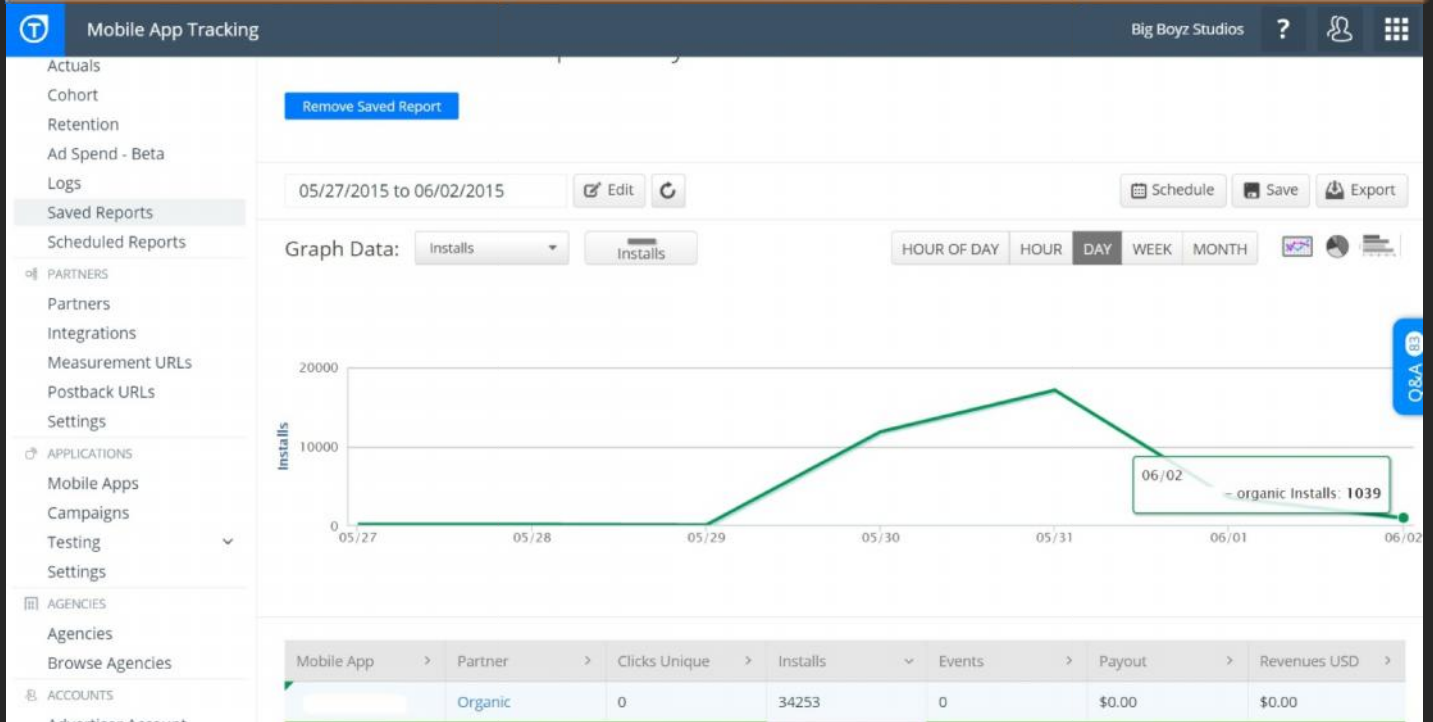 Mobile App Tracking
Big Boyz Studios
?
Actuals
Cohort
Retention
Ad Spend - Beta
Logs
Saved Reports
Scheduled Reports
PARTNERS
Partners
Integrations
Measurement URLs
Postback URLs
Settings
APPLICATIONS
Mobile Apps
Campaigns
Testing
Settings
AGENCIES
Agencies
Browse Agencies
ACCOUNTS
Advertiser Account
Remove Saved Report
05/27/2015 to 06/02/2015
Edit
Schedule
Save
Export
Graph Data:
Installs
Installs
HOUR OF DAY
HOUR
DAY
WEEK
MONTH
Q&A 83
Installs
20000
10000
0
06/02
- organic Installs: 1039
05/27
05/28
05/29
05/30
05/31
06/01
06/02
Mobile App
Partner
Clicks Unique
Installs
Events
Payout
Revenues USD
Organic
0
34253
0
$0.00
$0.00